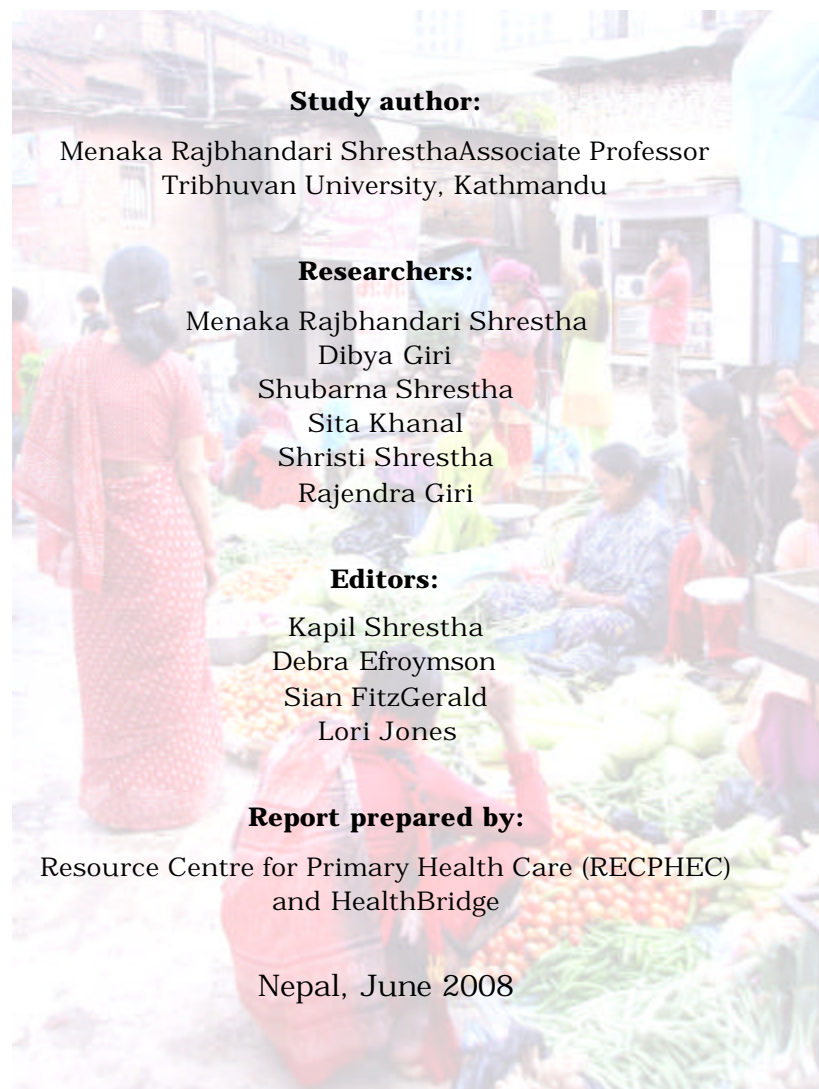 Study author:
Menaka Rajbhandari ShresthaAssociate Professor
Tribhuvan University, Kathmandu
Researchers:
Menaka Rajbhandari Shrestha
Dibya Giri
Shubarna Shrestha
Sita Khanal
Shristi Shrestha
Rajendra Giri
Editors:
Kapil Shrestha
Debra Efroymson
Sian FitzGerald
Lori Jones
Report prepared by:
Resource Centre for Primary Health Care (RECPHEC)
and HealthBridge
Nepal, June 2008